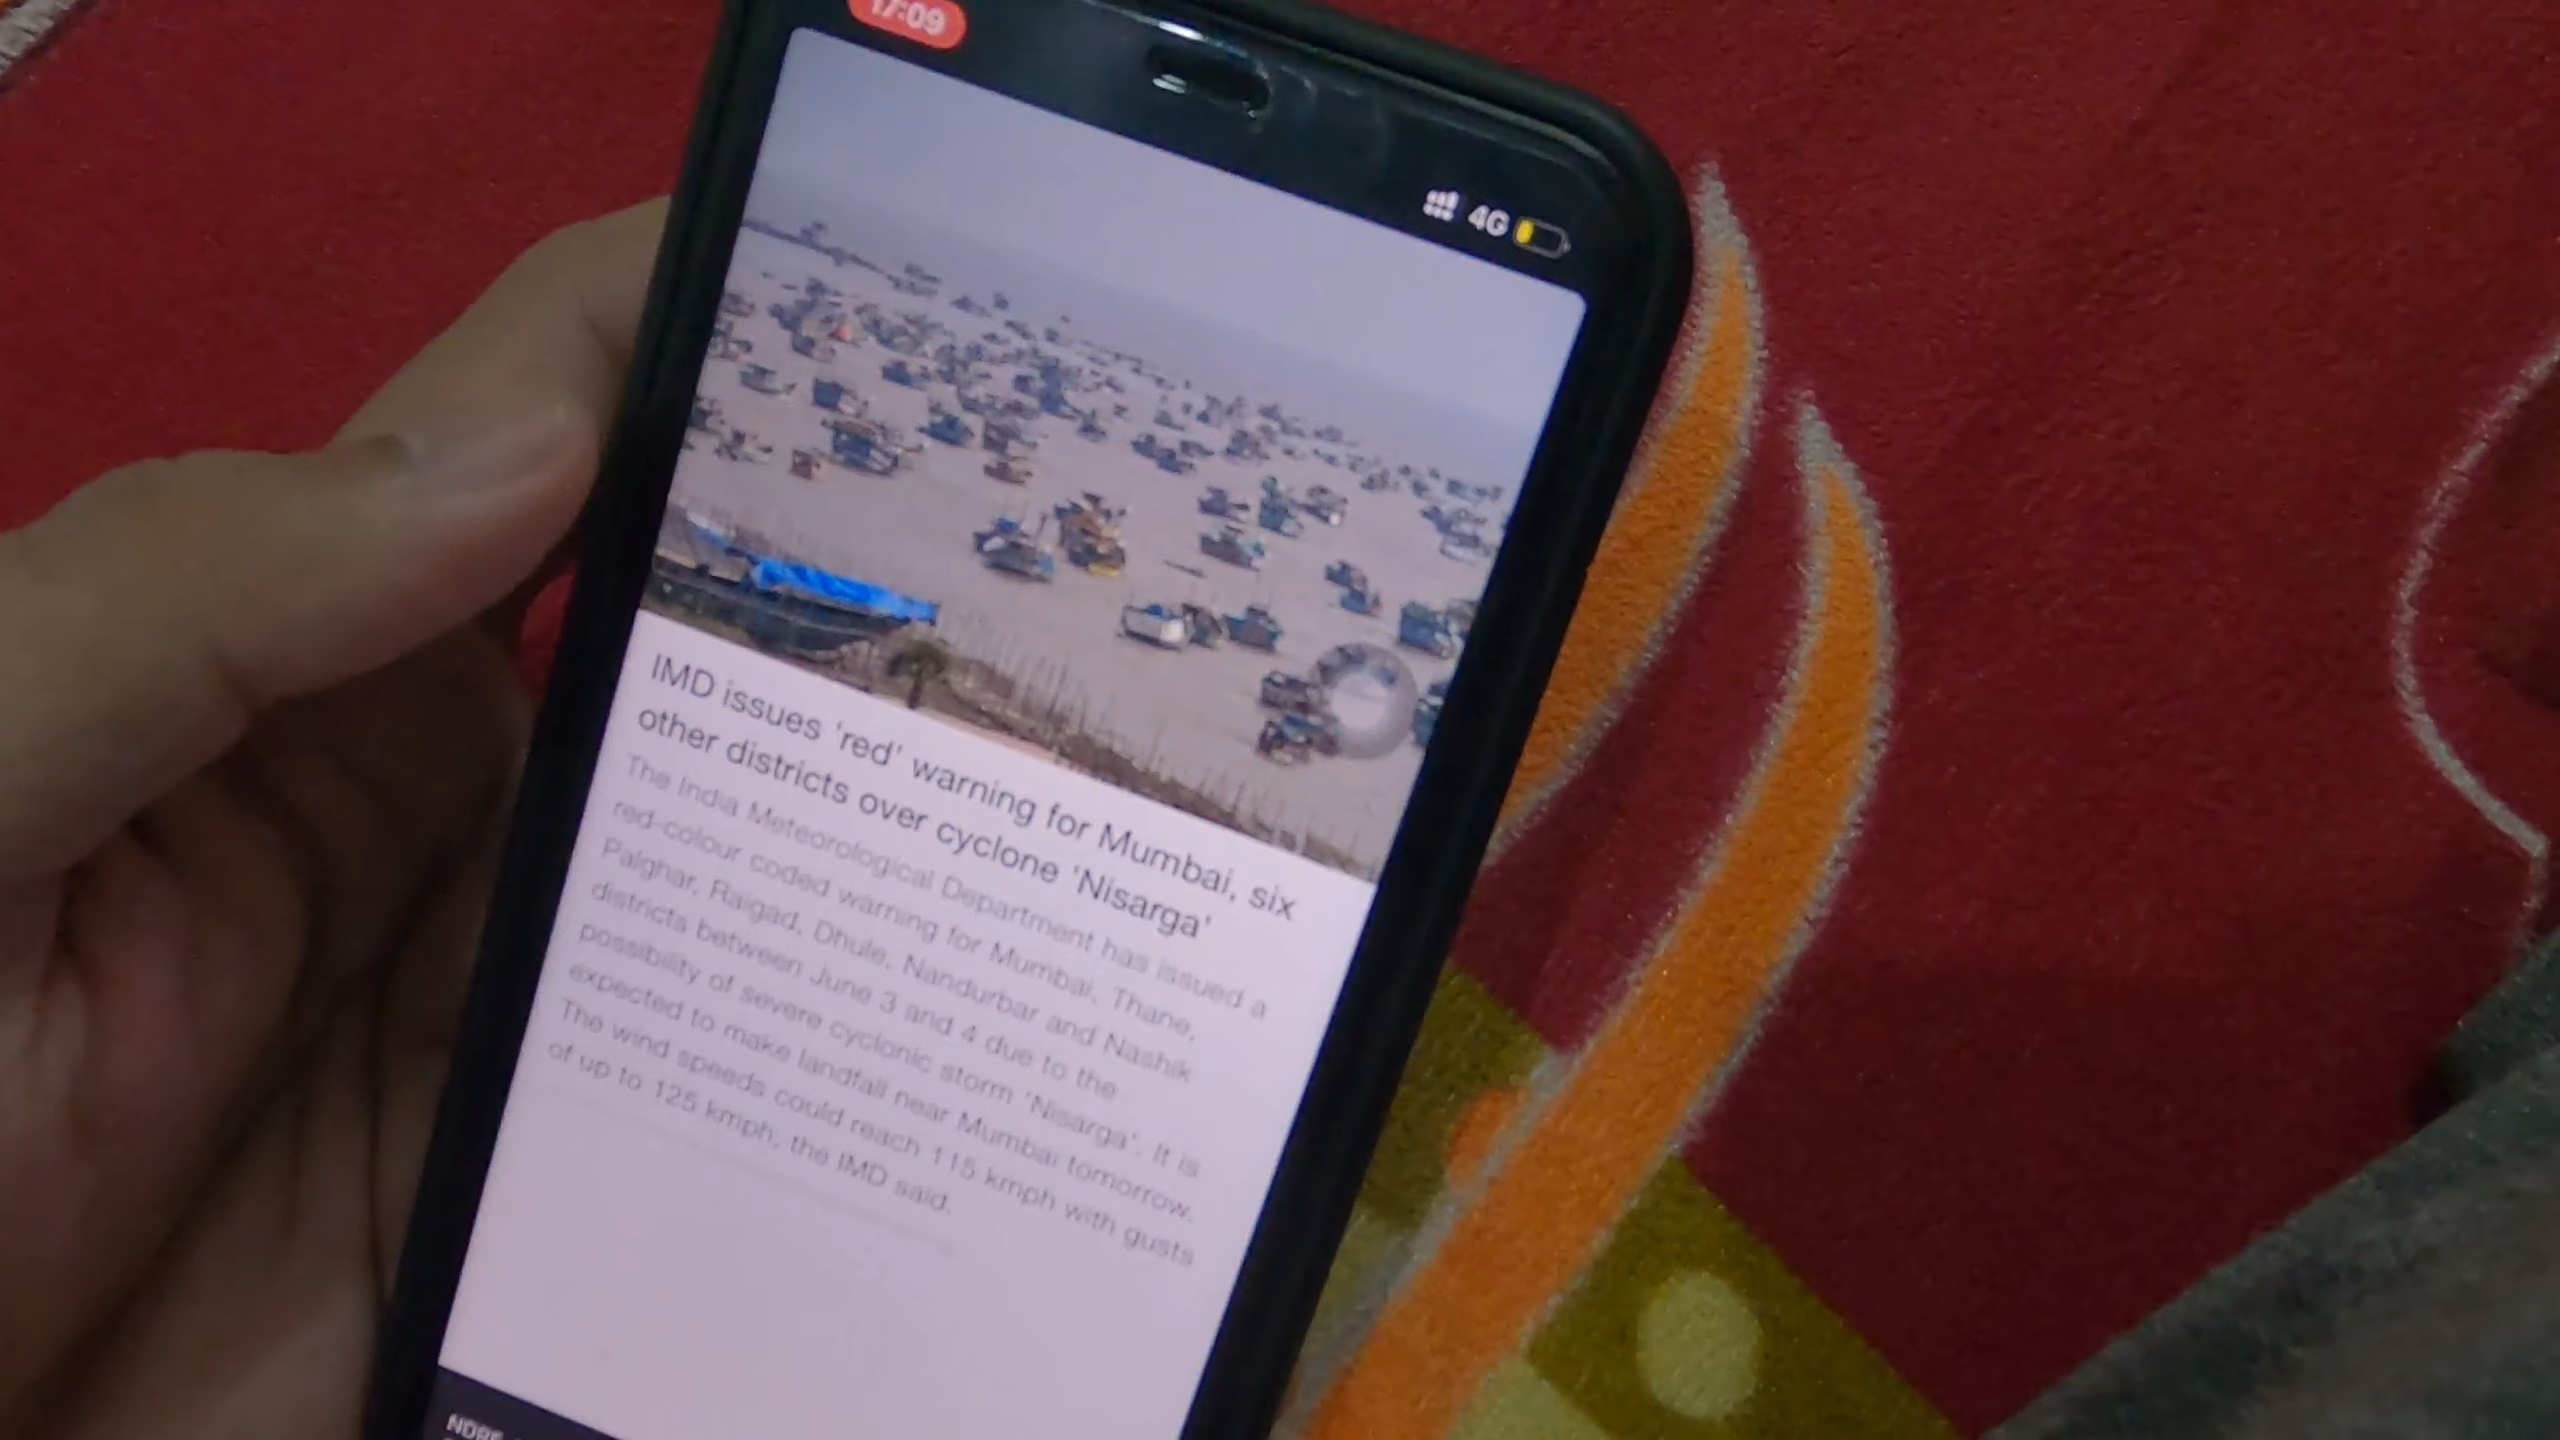 17:09
4G
IMD issues 'red' warning for Mumbai, six
other districts over cyclone 'Nisarga'
The India Meteorological Department has issued a
red-colour coded warning for Mumbai, Thane,
Palghar, Raigad, Dhule, Nandurbar and Nashik
districts between June 3 and 4 due to the
possibility of severe cyclonic storm 'Nisarga'. It is
expected to make landfall near Mumbai tomorrow.
The wind speeds could reach 115 kmph with gusts
of up to 125 kmph, the IMD said.